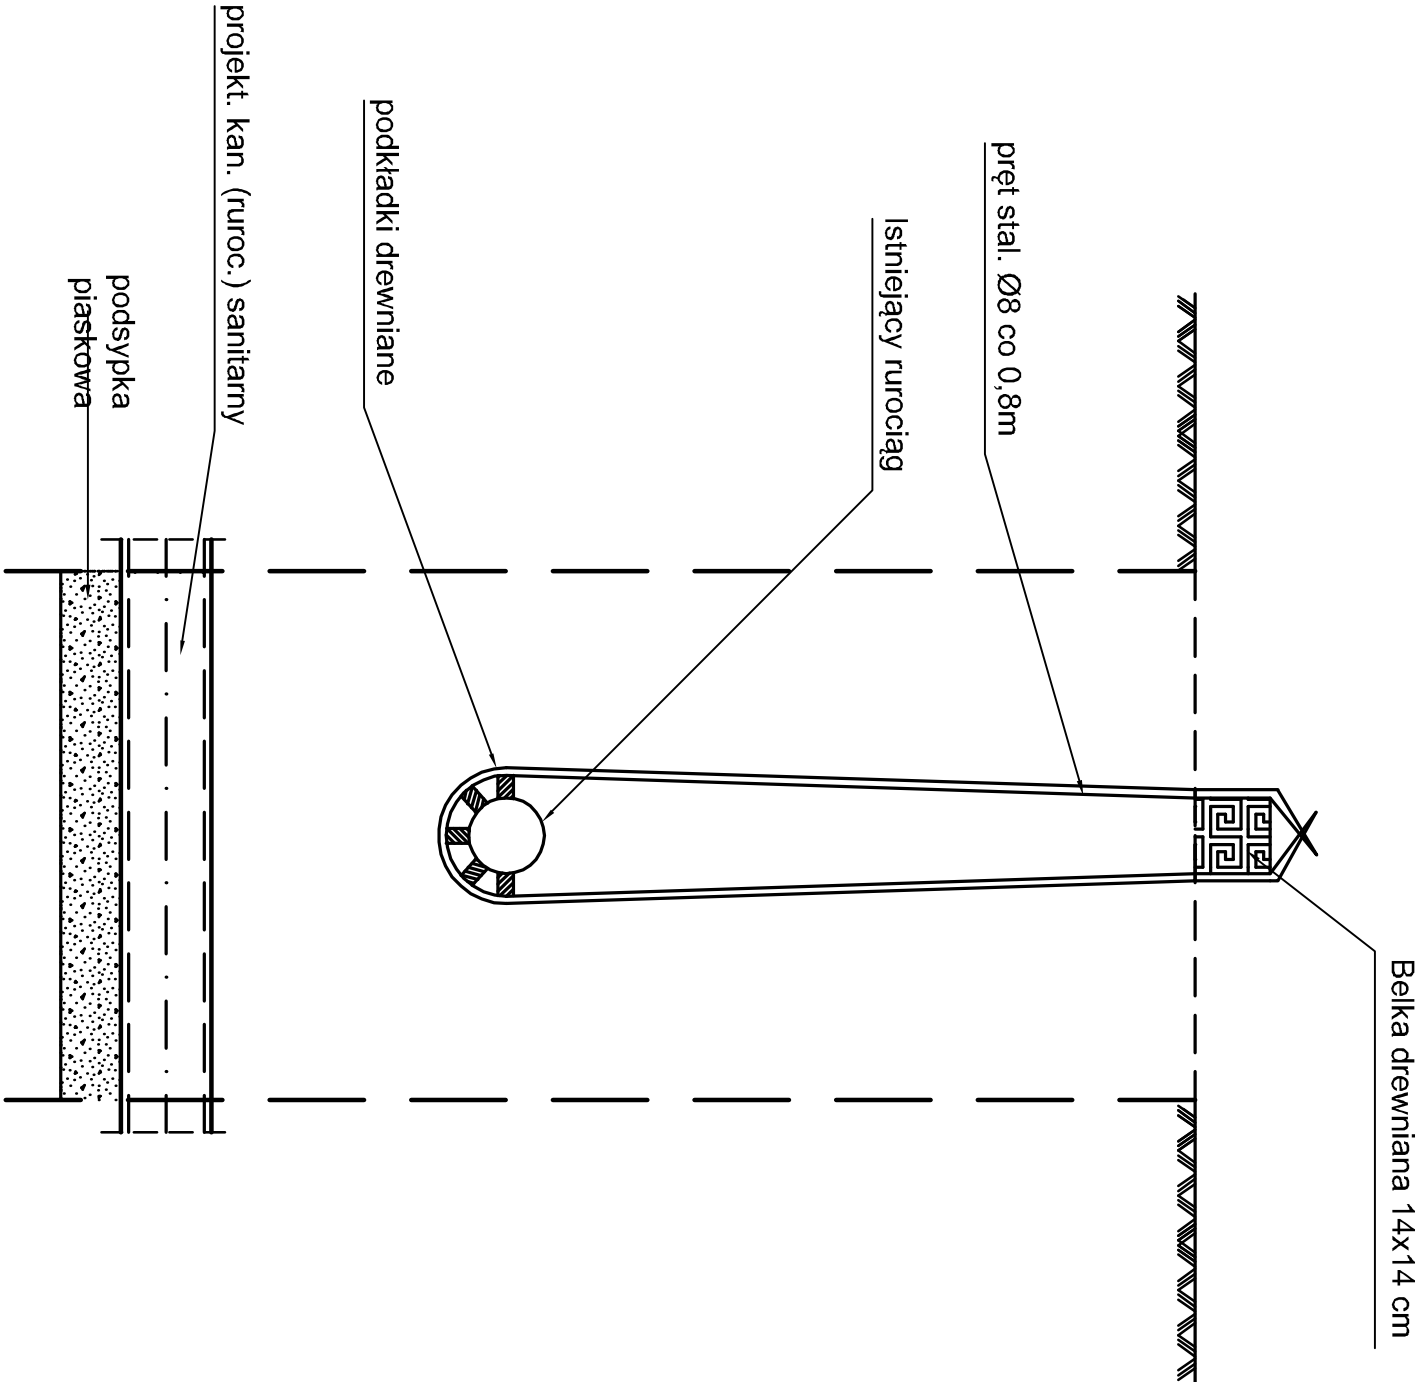 Belka drewniana 14x14 cm
pręt stal. Ø8 co 0,8m
Istniejący rurociąg
podkładki drewniane
projekt. kan. (ruroc.) sanitarny
podsypka
piaskowa